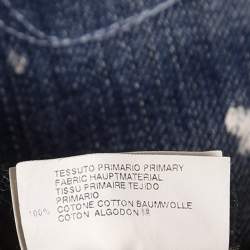 TESSUTO PRIMARIO PRIMARY
FABRIC HAUPTMATERIAL
TISSU PRIMAIRE TEJIDO
PRIMARIO
100% COTONE COTTON BAUMWOLLE
COTON ALGODON